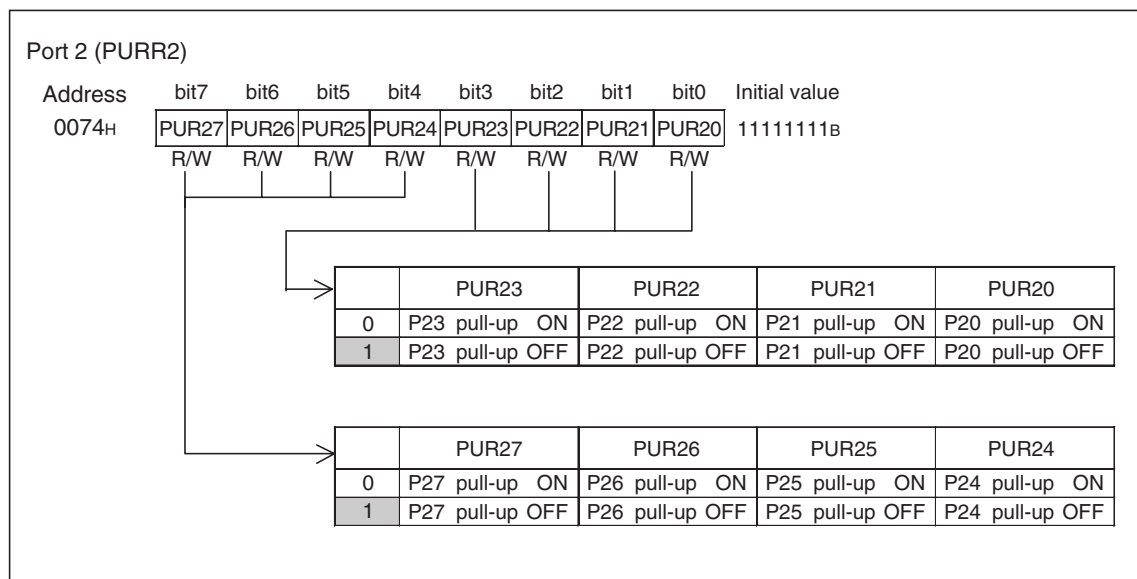 Port 2 (PURR2)
Address bit7 bit6 bit5 bit4 bit3 bit2 bit1 bit0 Initial value
0074H PUR27 PUR26 PUR25 PUR24 PUR23 PUR22 PUR21 PUR20 11111111B
R/W R/W R/W R/W R/W R/W R/W R/W
PUR23 PUR22 PUR21 PUR20
0 P23 pull-up ON P22 pull-up ON P21 pull-up ON P20 pull-up ON
1 P23 pull-up OFF P22 pull-up OFF P21 pull-up OFF P20 pull-up OFF
PUR27 PUR26 PUR25 PUR24
0 P27 pull-up ON P26 pull-up ON P25 pull-up ON P24 pull-up ON
1 P27 pull-up OFF P26 pull-up OFF P25 pull-up OFF P24 pull-up OFF